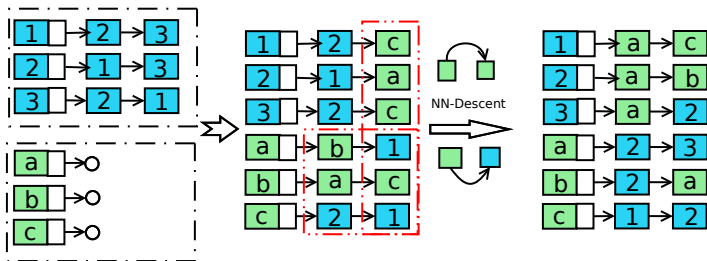 1 2 3
2 1 3
3 2 1
a
b
c
1 2 c
2 1 a
3 2 c
a b 1
b a c
c 2 1
NN-Descent
1 a c
2 a b
3 a 2
a 2 3
b 2 a
c 1 2